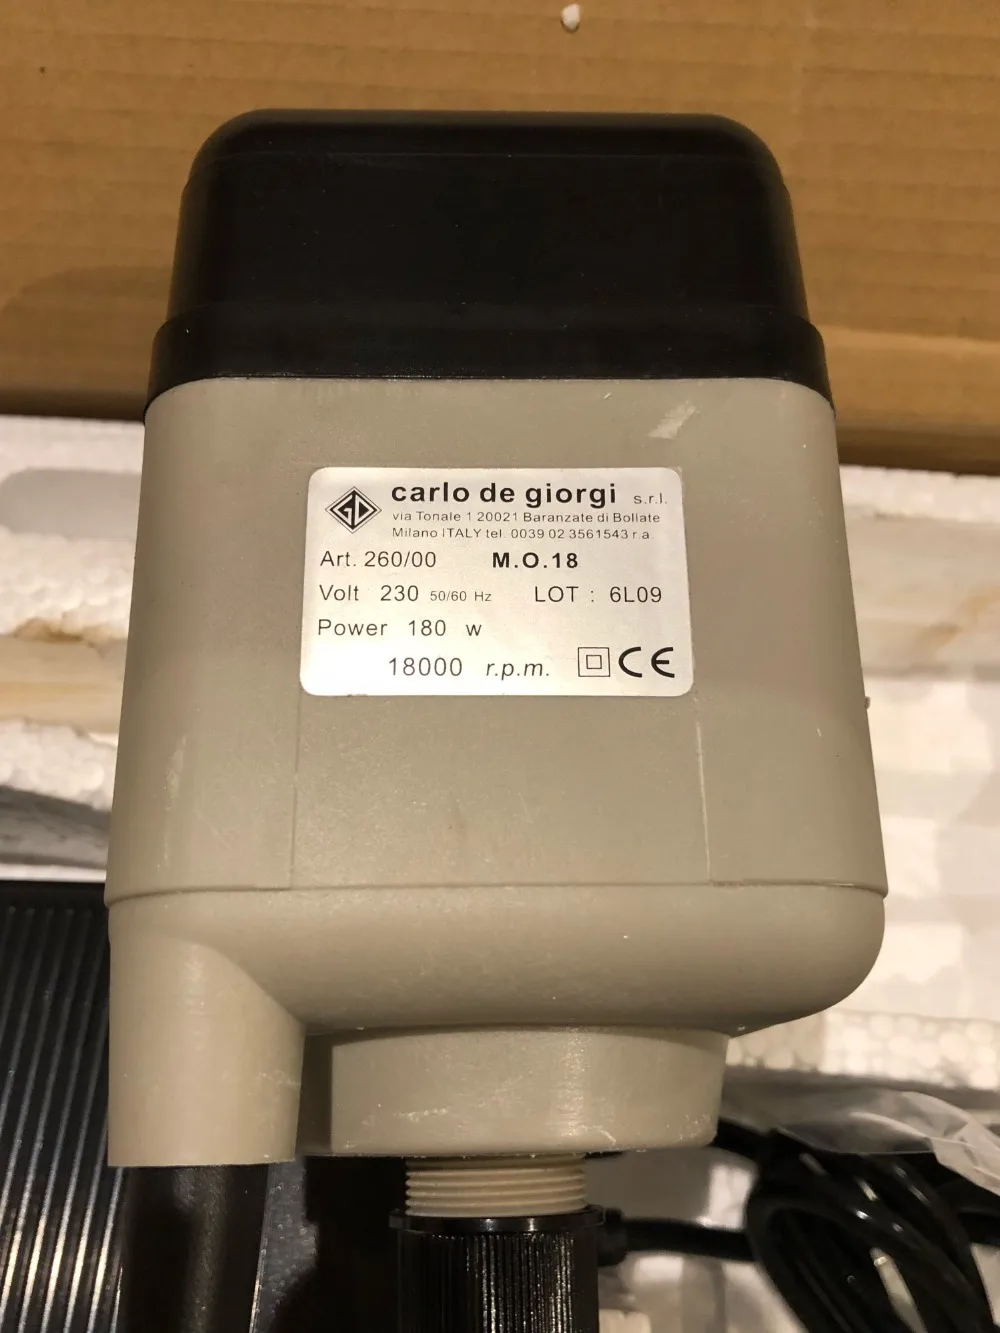 GD carlo de giorgi s.r.l.
via Tonale 1 20021 Baranzate di Bollate
Milano ITALY tel. 0039 02 3561543 r.a.
Art. 260/00 M.O.18
Volt 230 50/60 Hz LOT : 6L09
Power 180 w
18000 r.p.m. CE